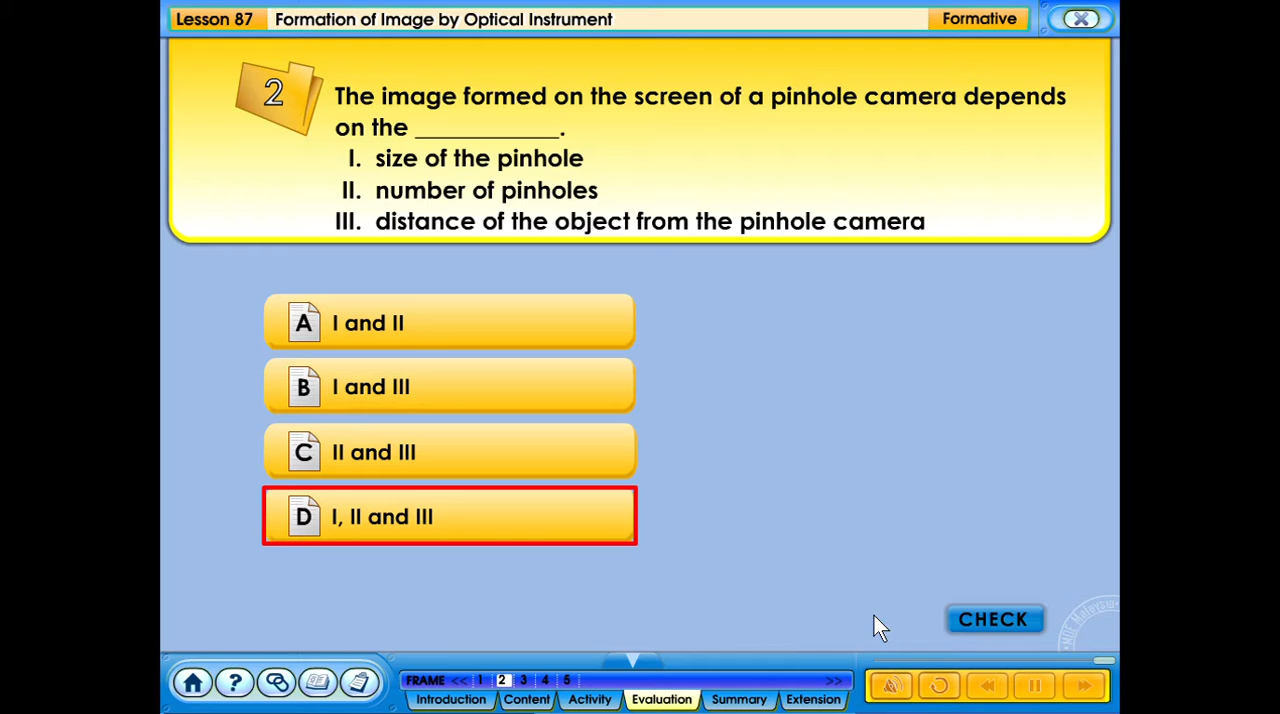 Lesson 87 Formation of Image by Optical Instrument Formative
2 The image formed on the screen of a pinhole camera depends
on the ___________.
I. size of the pinhole
II. number of pinholes
III. distance of the object from the pinhole camera
A I and II
B I and III
C II and III
D I, II and III
CHECK
FRAME << 1 2 3 4 5 >>
Introduction Content Activity Evaluation Summary Extension